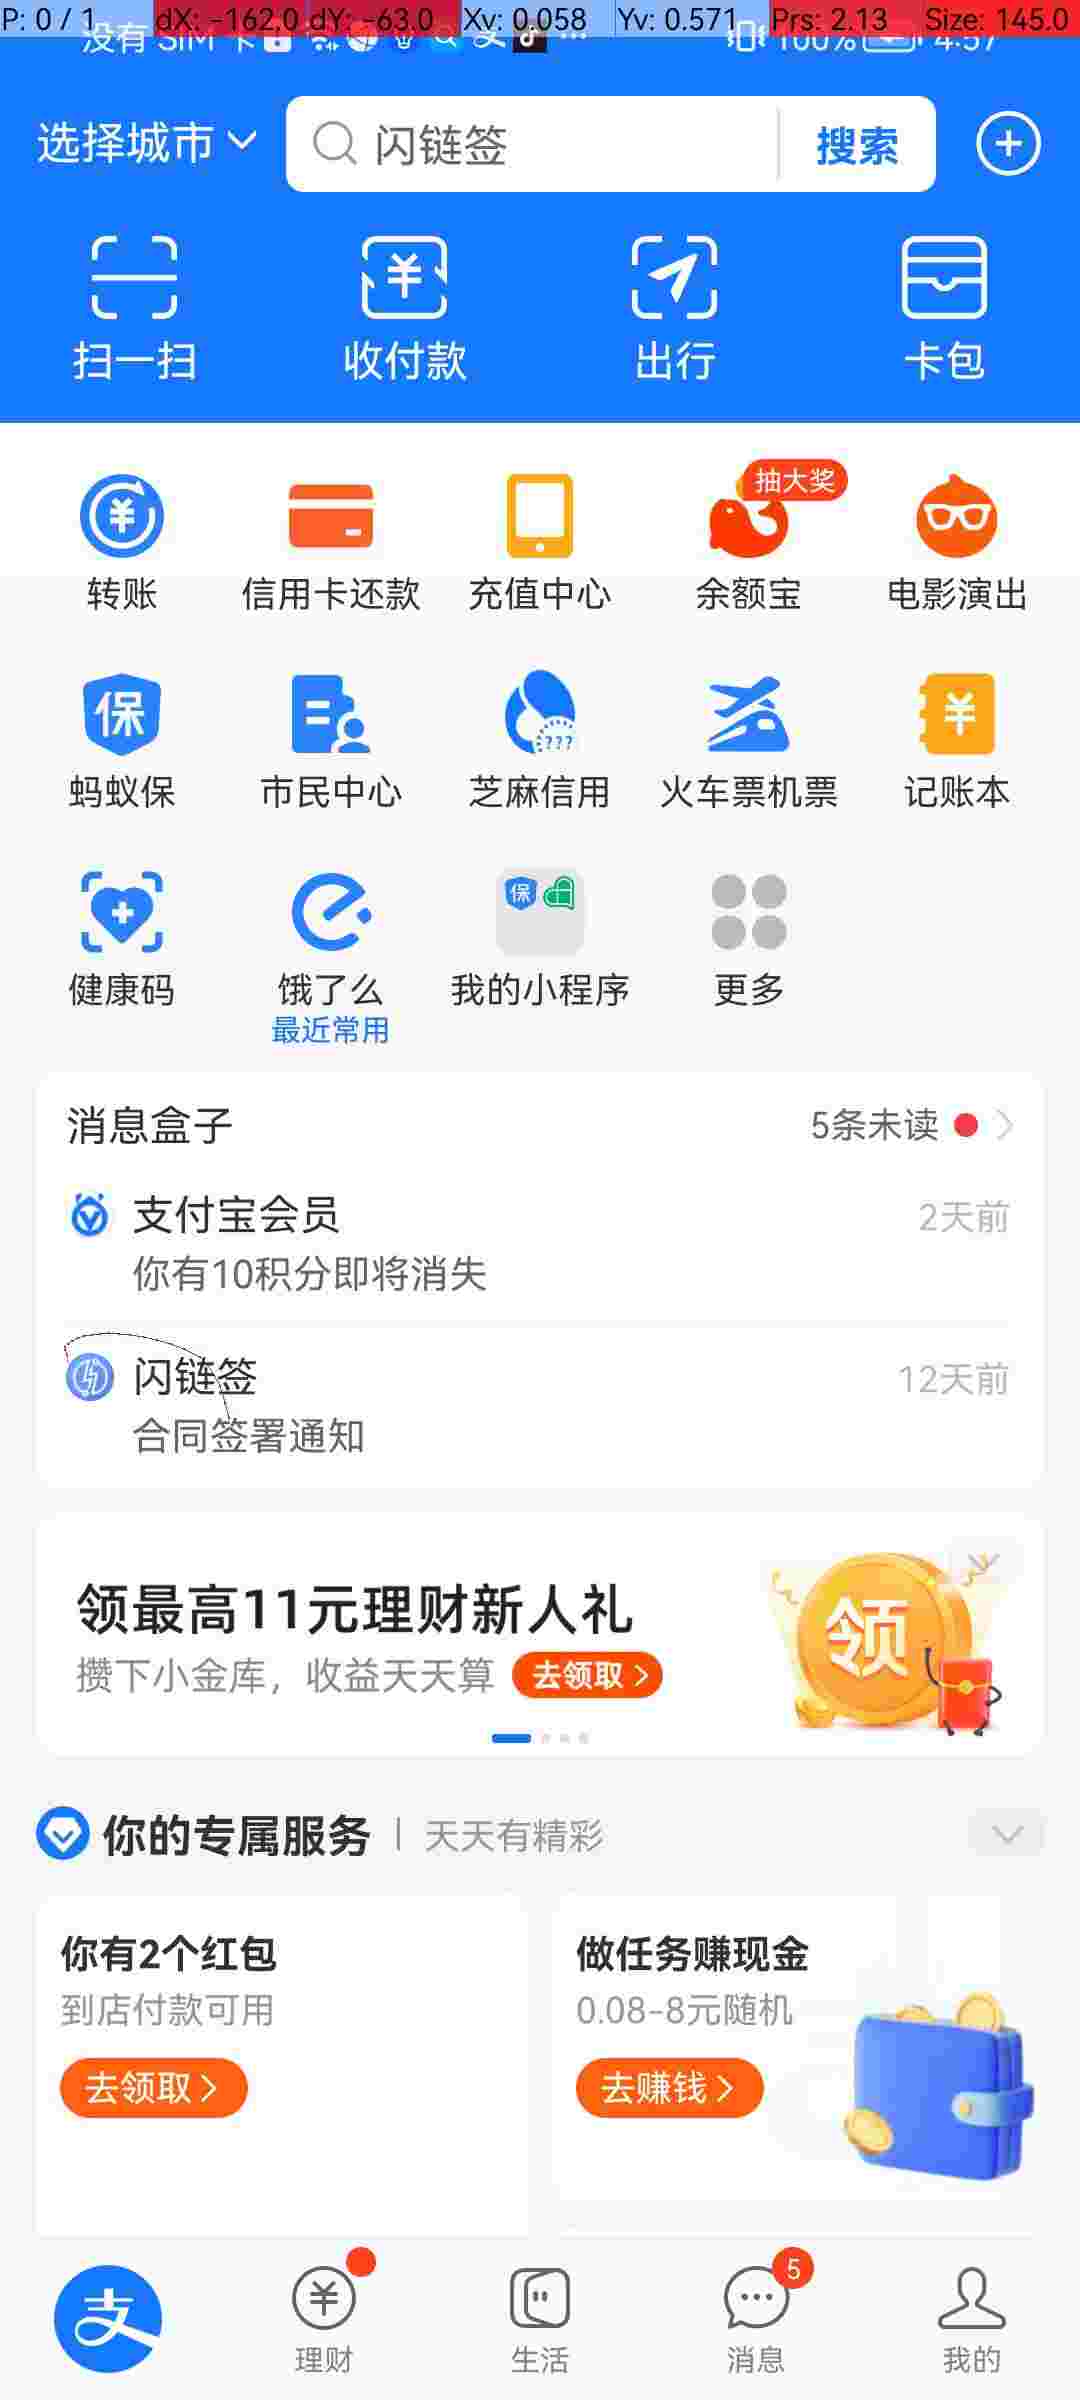 P: 0 / 1 dX: -162.0 dY: -63.0 Xv: 0.058 Yv: 0.571 Prs: 2.13 Size: 145.0
没有 SIM 卡 100% 4:57
选择城市 闪链签 搜索
扫一扫 收付款 出行 卡包
抽大奖
转账 信用卡还款 充值中心 余额宝 电影演出
保 ???
蚂蚁保 市民中心 芝麻信用 火车票机票 记账本
保
健康码 饿了么 我的小程序 更多
最近常用
消息盒子 5条未读
支付宝会员 2天前
你有10积分即将消失
闪链签 12天前
合同签署通知
领最高11元理财新人礼
领
攒下小金库，收益天天算 去领取
你的专属服务 天天有精彩
你有2个红包 做任务赚现金
到店付款可用 0.08-8元随机
去领取 去赚钱
支 5
理财 生活 消息 我的